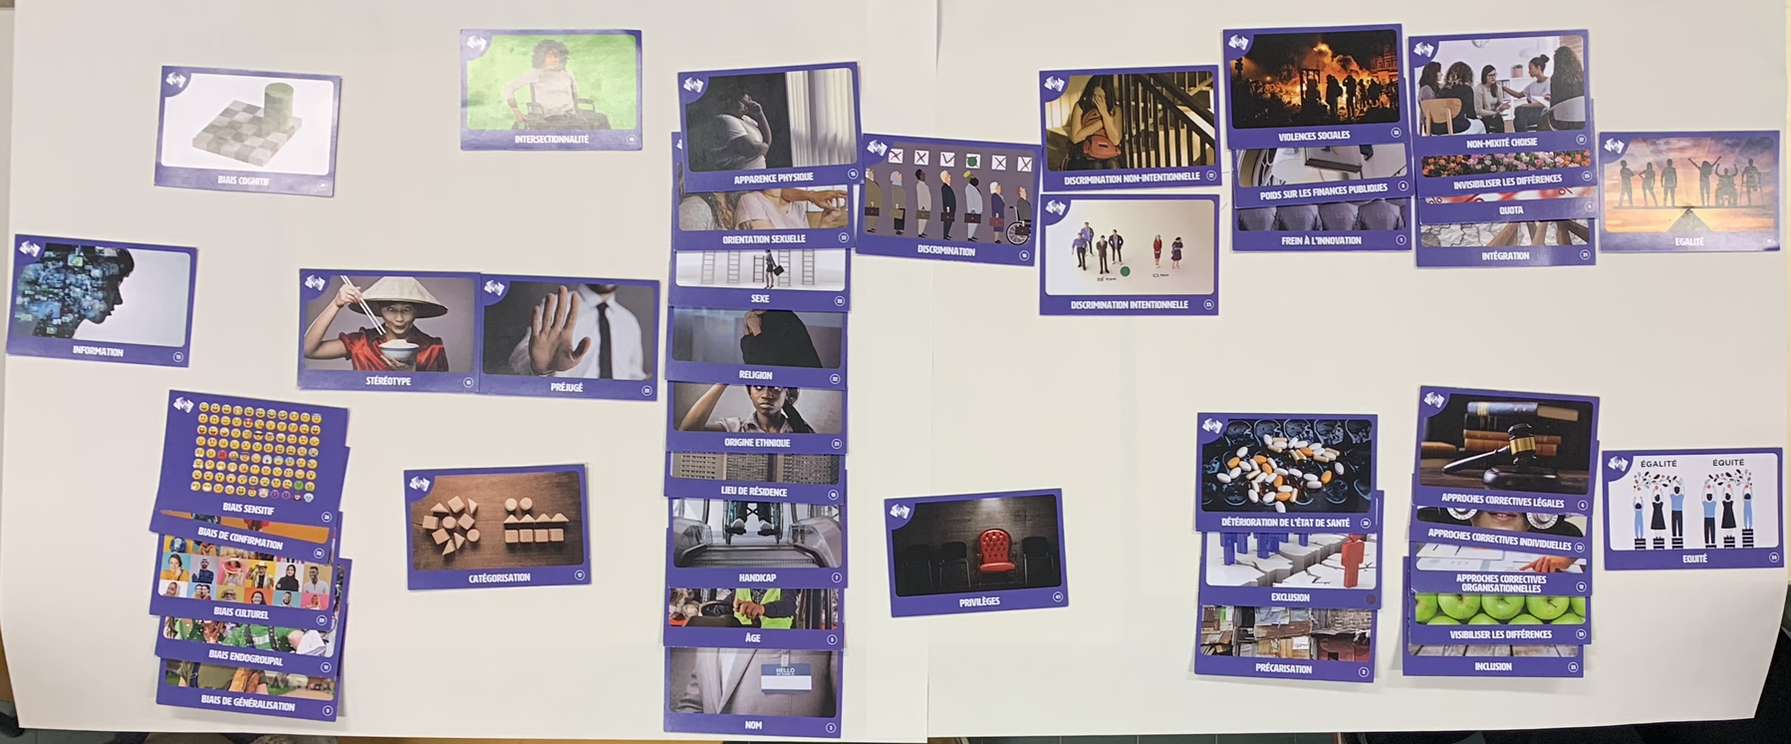 BIAIS COGNITIF
INTERSECTIONNALITÉ
INFORMATION
STÉRÉOTYPE
PRÉJUGÉ
BIAIS SENSITIF
BIAIS DE CONFIRMATION
BIAIS CULTUREL
BIAIS ENDOGROUPAL
BIAIS DE GÉNÉRALISATION
CATÉGORISATION
APPARENCE PHYSIQUE
ORIENTATION SEXUELLE
SEXE
RELIGION
ORIGINE ETHNIQUE
LIEU DE RÉSIDENCE
HANDICAP
ÂGE
HELLO
NOM
DISCRIMINATION
PRIVILÈGES
DISCRIMINATION NON-INTENTIONNELLE
DISCRIMINATION INTENTIONNELLE
VIOLENCES SOCIALES
POIDS SUR LES FINANCES PUBLIQUES
FREIN À L'INNOVATION
NON-MIXITÉ CHOISIE
INVISIBILISER LES DIFFÉRENCES
QUOTA
INTÉGRATION
EGALITÉ
DÉTÉRIORATION DE L'ÉTAT DE SANTÉ
EXCLUSION
PRÉCARISATION
APPROCHES CORRECTIVES LÉGALES
APPROCHES CORRECTIVES INDIVIDUELLES
APPROCHES CORRECTIVES
ORGANISATIONNELLES
VISIBILISER LES DIFFÉRENCES
INCLUSION
ÉGALITÉ ÉQUITÉ
EQUITÉ